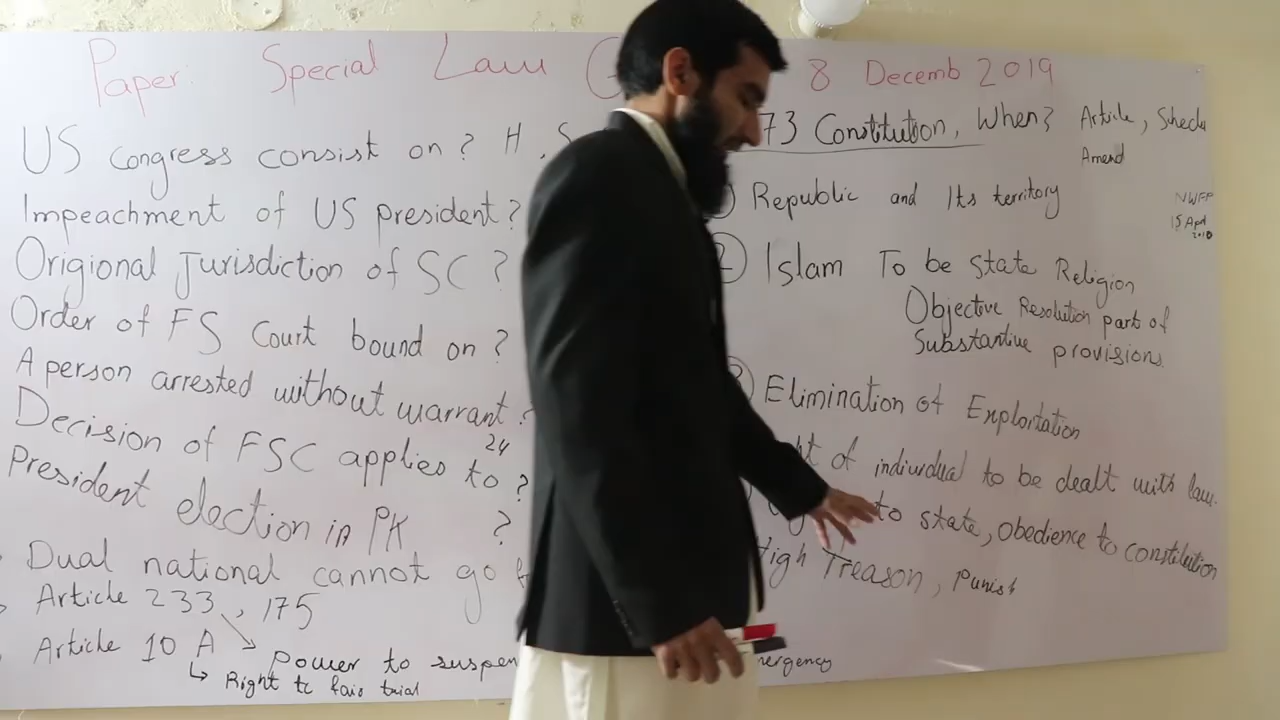 Paper: Special Law 8 Decemb 2019
US Congress consist on? H, S
Impeachment of US president?
Origional Jurisdiction of SC?
Order of FS Court bound on?
A person arrested without warrant?
24
Decision of FSC applies to?
President election in PK ?
Dual national cannot go
Article 233, 175
Article 10 A
Power to suspen
Right to fair trial
73 Constitution, When? Article, Schedu
Amend
Republic and Its territory
NWFP
15 Apri
2010
2 Islam To be state Religion
Objective Resolution part of
Substantive provisions.
Elimination of Exploitation
ht of individual to be dealt with law.
to state, obedience to constitution
High Treason, Punish
mergency